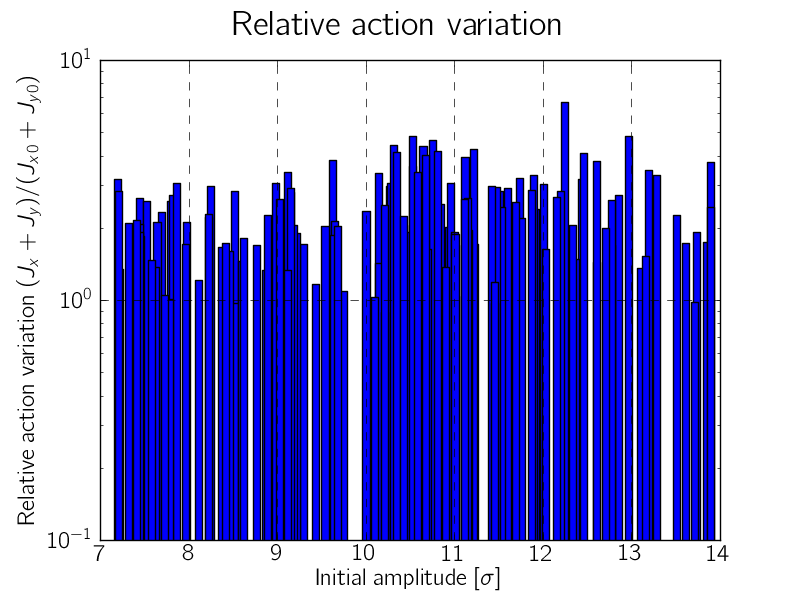 Relative action variation
Relative action variation (J_x + J_y)/(J_x0 + J_y0)
10^1
10^0
10^-1
7 8 9 10 11 12 13 14
Initial amplitude [σ]